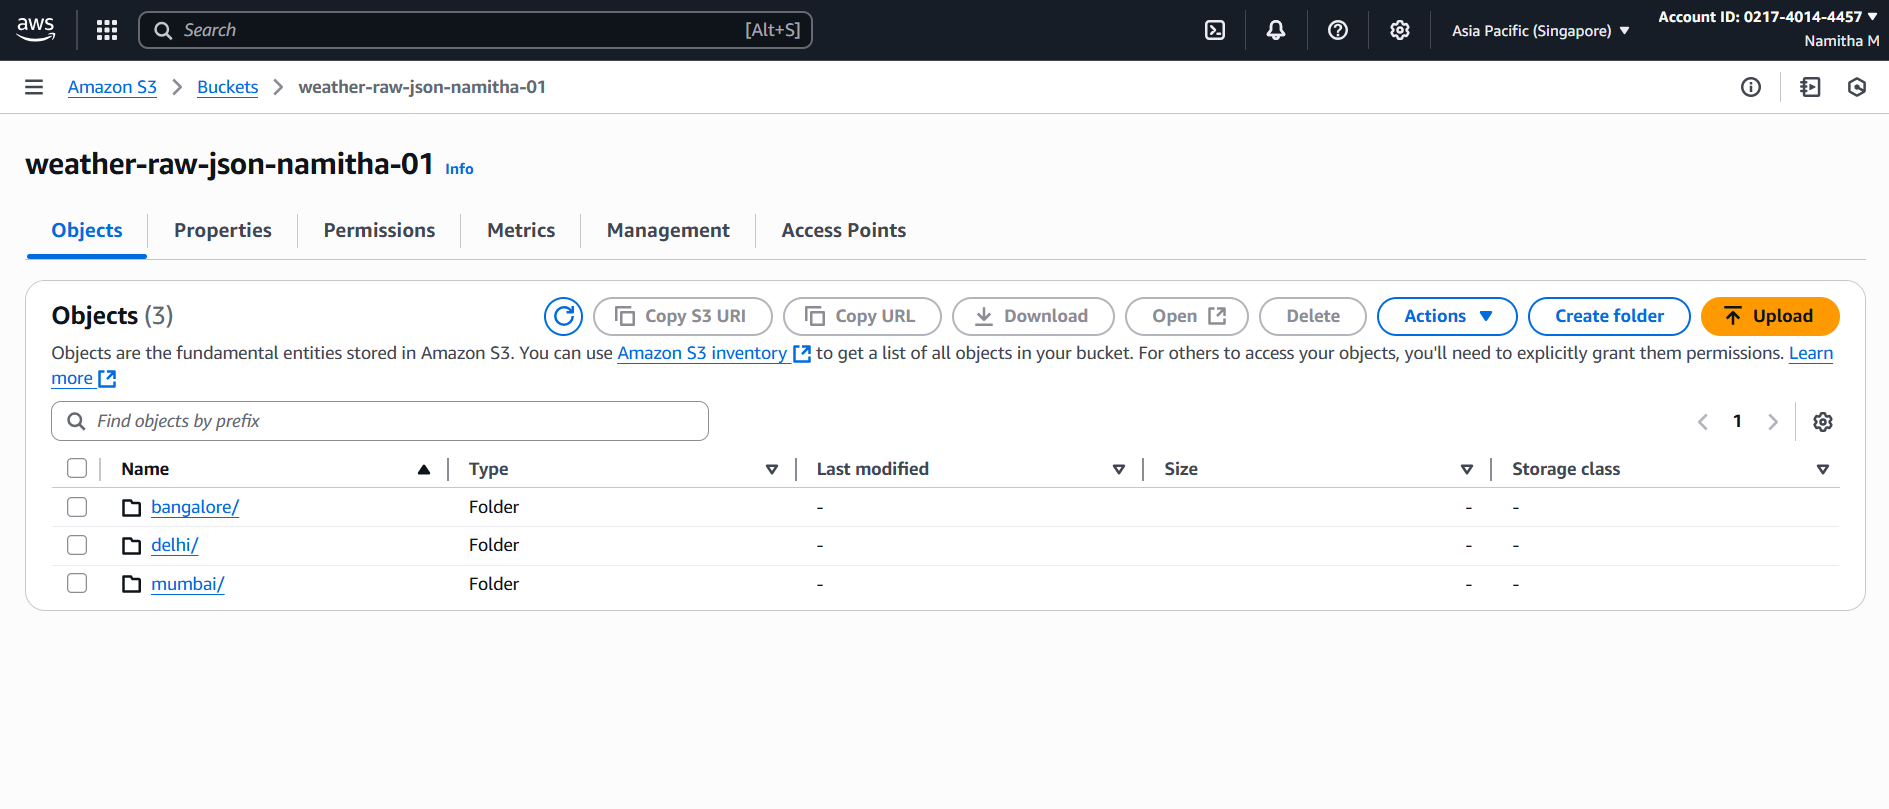 aws Search [Alt+S] Asia Pacific (Singapore) Account ID: 0217-4014-4457
Namitha M
Amazon S3 Buckets weather-raw-json-namitha-01
weather-raw-json-namitha-01 Info
Objects Properties Permissions Metrics Management Access Points
Objects (3) Copy S3 URI Copy URL Download Open Delete Actions Create folder Upload
Objects are the fundamental entities stored in Amazon S3. You can use Amazon S3 inventory to get a list of all objects in your bucket. For others to access your objects, you'll need to explicitly grant them permissions. Learn
more
Find objects by prefix 1
Name Type Last modified Size Storage class
bangalore/ Folder - - -
delhi/ Folder - - -
mumbai/ Folder - - -